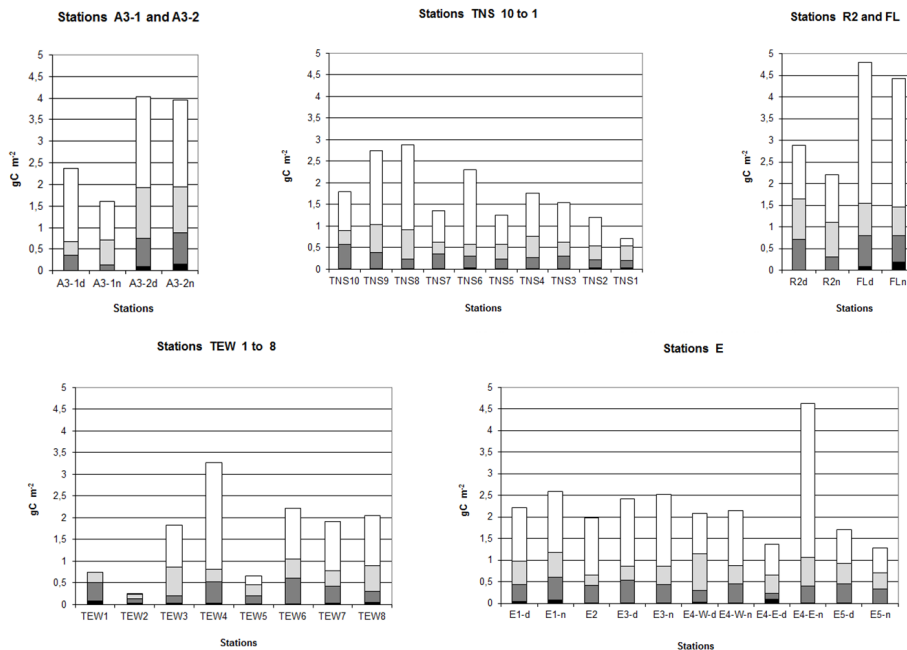 Stations A3-1 and A3-2
5
4,5
4
3,5
3
2,5
2
1,5
1
0,5
0
gC m-2
A3-1d A3-1n A3-2d A3-2n
Stations
Stations TNS 10 to 1
5
4,5
4
3,5
3
2,5
2
1,5
1
0,5
0
gC m-2
TNS10 TNS9 TNS8 TNS7 TNS6 TNS5 TNS4 TNS3 TNS2 TNS1
Stations
Stations R2 and FL
5
4,5
4
3,5
3
2,5
2
1,5
1
0,5
0
gC m-2
R2d R2n FLd FLn
Stations
Stations TEW 1 to 8
5
4,5
4
3,5
3
2,5
2
1,5
1
0,5
0
gC m-2
TEW1 TEW2 TEW3 TEW4 TEW5 TEW6 TEW7 TEW8
Stations
Stations E
5
4,5
4
3,5
3
2,5
2
1,5
1
0,5
0
gC m-2
E1-d E1-n E2 E3-d E3-n E4-W-d E4-W-n E4-E-d E4-E-n E5-d E5-n
Stations